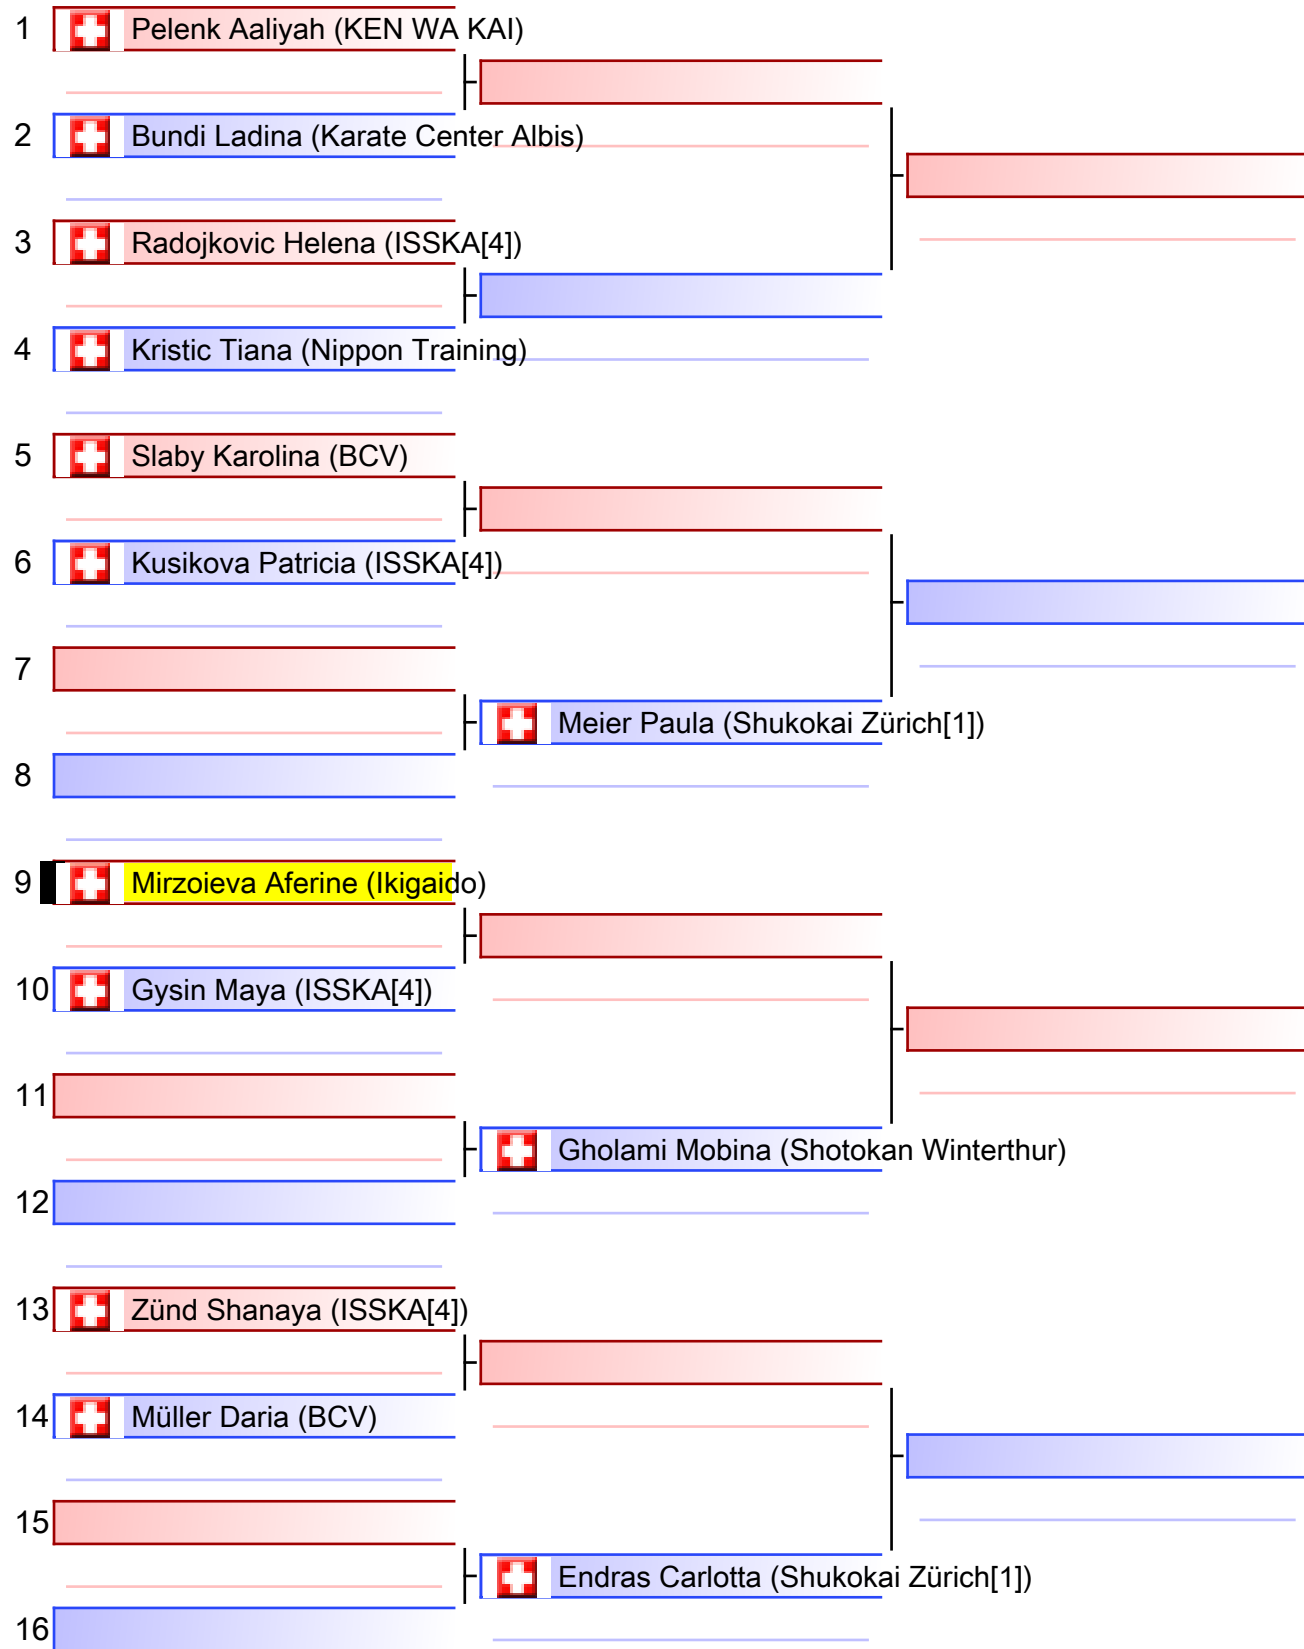 1 Pelenk Aaliyah (KEN WA KAI)
2 Bundi Ladina (Karate Center Albis)
3 Radojkovic Helena (ISSKA[4])
4 Kristic Tiana (Nippon Training)
5 Slaby Karolina (BCV)
6 Kusikova Patricia (ISSKA[4])
7
Meier Paula (Shukokai Zürich[1])
8
9 Mirzoieva Aferine (Ikigaido)
10 Gysin Maya (ISSKA[4])
11
Gholami Mobina (Shotokan Winterthur)
12
13 Zünd Shanaya (ISSKA[4])
14 Müller Daria (BCV)
15
Endras Carlotta (Shukokai Zürich[1])
16